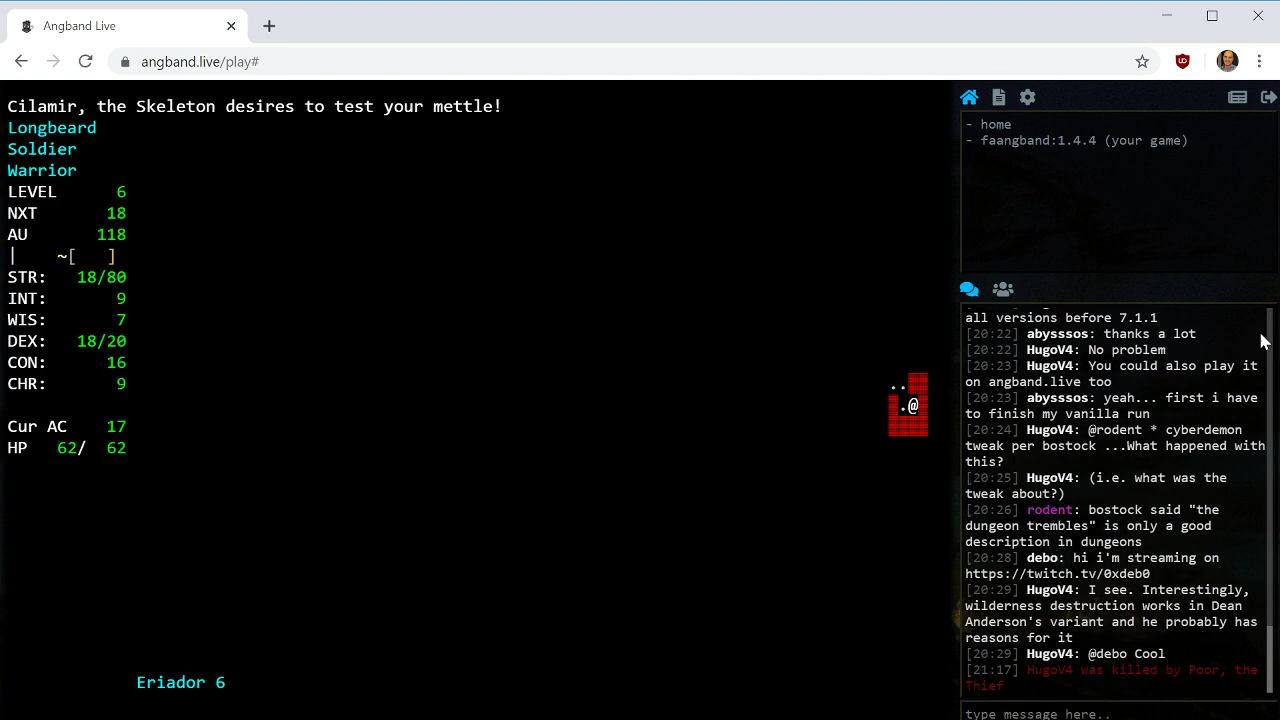 Angband Live
angband.live/play#
Cilamir, the Skeleton desires to test your mettle!
Longbeard
Soldier
Warrior
LEVEL 6
NXT 18
AU 118
| ~[ ]
STR: 18/80
INT: 9
WIS: 7
DEX: 18/20
CON: 16
CHR: 9
Cur AC 17
HP 62/ 62
..
.@
Eriador 6
- home
- faangband:1.4.4 (your game)
all versions before 7.1.1
[20:22] abysssos: thanks a lot
[20:22] HugoV4: No problem
[20:23] HugoV4: You could also play it
on angband.live too
[20:23] abysssos: yeah... first i have
to finish my vanilla run
[20:24] HugoV4: @rodent * cyberdemon
tweak per bostock ...What happened with
this?
[20:25] HugoV4: (i.e. what was the
tweak about?)
[20:26] rodent: bostock said "the
dungeon trembles" is only a good
description in dungeons
[20:28] debo: hi i'm streaming on
https://twitch.tv/0xdeb0
[20:29] HugoV4: I see. Interestingly,
wilderness destruction works in Dean
Anderson's variant and he probably has
reasons for it
[20:29] HugoV4: @debo Cool
[21:17] HugoV4 was killed by Poor, the
Thief
type message here..